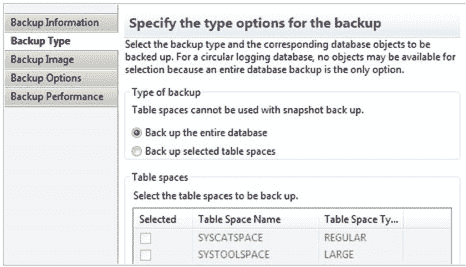 Backup Information
Backup Type
Backup Image
Backup Options
Backup Performance
Specify the type options for the backup
Select the backup type and the corresponding database objects to be
backed up. For a circular logging database, no objects may be available for
selection because an entire database backup is the only option.
Type of backup
Table spaces cannot be used with snapshot back up.
Back up the entire database
Back up selected table spaces
Table spaces
Select the table spaces to be back up.
Selected Table Space Name Table Space Ty...
SYSCATSPACE REGULAR
SYSTOOLSPACE LARGE